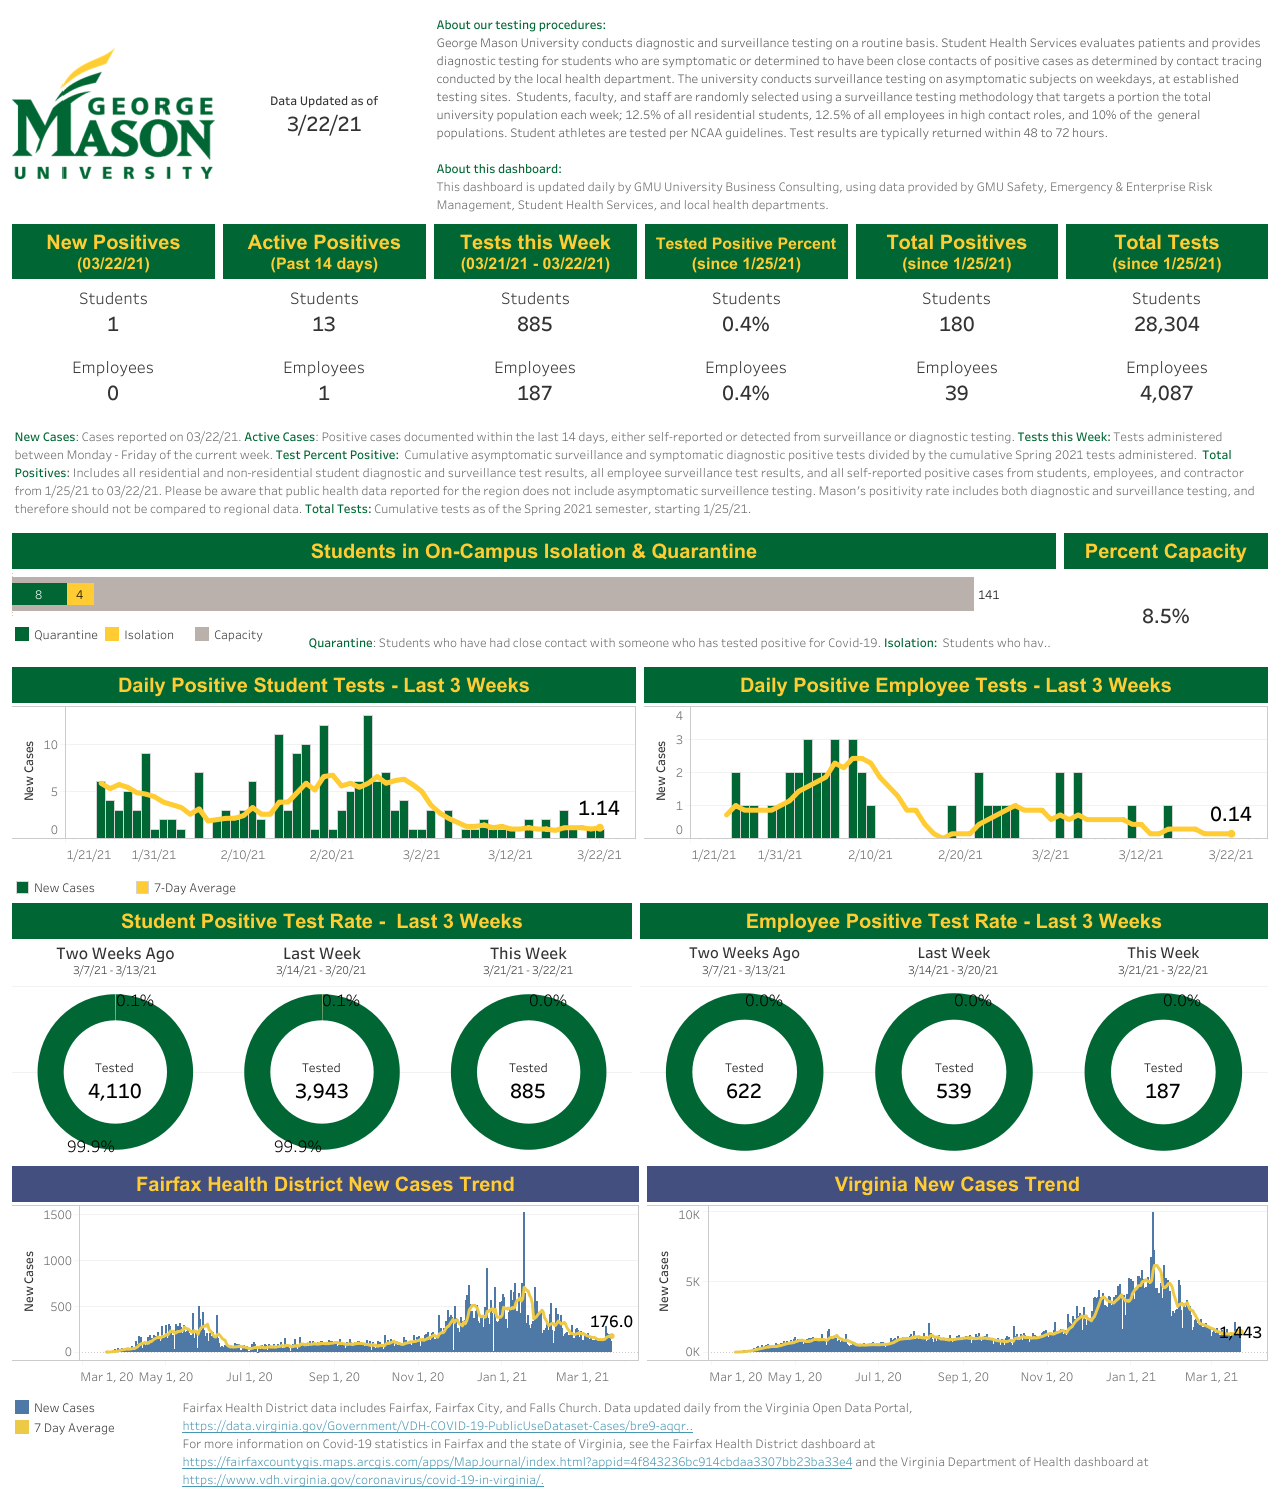 GEORGE
MASON
UNIVERSITY
Data Updated as of
3/22/21
About our testing procedures:
George Mason University conducts diagnostic and surveillance testing on a routine basis. Student Health Services evaluates patients and provides
diagnostic testing for students who are symptomatic or determined to have been close contacts of positive cases as determined by contact tracing
conducted by the local health department. The university conducts surveillance testing on asymptomatic subjects on weekdays, at established
testing sites. Students, faculty, and staff are randomly selected using a surveillance testing methodology that targets a portion the total
university population each week; 12.5% of all residential students, 12.5% of all employees in high contact roles, and 10% of the general
populations. Student athletes are tested per NCAA guidelines. Test results are typically returned within 48 to 72 hours.
About this dashboard:
This dashboard is updated daily by GMU University Business Consulting, using data provided by GMU Safety, Emergency & Enterprise Risk
Management, Student Health Services, and local health departments.
New Positives
(03/22/21)
Students
1
Employees
0
Active Positives
(Past 14 days)
Students
13
Employees
1
Tests this Week
(03/21/21 - 03/22/21)
Students
885
Employees
187
Tested Positive Percent
(since 1/25/21)
Students
0.4%
Employees
0.4%
Total Positives
(since 1/25/21)
Students
180
Employees
39
Total Tests
(since 1/25/21)
Students
28,304
Employees
4,087
New Cases: Cases reported on 03/22/21. Active Cases: Positive cases documented within the last 14 days, either self-reported or detected from surveillance or diagnostic testing. Tests this Week: Tests administered
between Monday - Friday of the current week. Test Percent Positive: Cumulative asymptomatic surveillance and symptomatic diagnostic positive tests divided by the cumulative Spring 2021 tests administered. Total
Positives: Includes all residential and non-residential student diagnostic and surveillance test results, all employee surveillance test results, and all self-reported positive cases from students, employees, and contractor
from 1/25/21 to 03/22/21. Please be aware that public health data reported for the region does not include asymptomatic surveillence testing. Mason's positivity rate includes both diagnostic and surveillance testing, and
therefore should not be compared to regional data. Total Tests: Cumulative tests as of the Spring 2021 semester, starting 1/25/21.
Students in On-Campus Isolation & Quarantine
8 4 141
Quarantine Isolation Capacity
Quarantine: Students who have had close contact with someone who has tested positive for Covid-19. Isolation: Students who hav..
Percent Capacity
8.5%
Daily Positive Student Tests - Last 3 Weeks
New Cases
10
5
0
1.14
1/21/21 1/31/21 2/10/21 2/20/21 3/2/21 3/12/21 3/22/21
Daily Positive Employee Tests - Last 3 Weeks
New Cases
4
3
2
1
0
0.14
1/21/21 1/31/21 2/10/21 2/20/21 3/2/21 3/12/21 3/22/21
New Cases 7-Day Average
Student Positive Test Rate - Last 3 Weeks
Two Weeks Ago
3/7/21 - 3/13/21
0.1%
Tested
4,110
99.9%
Last Week
3/14/21 - 3/20/21
0.1%
Tested
3,943
99.9%
This Week
3/21/21 - 3/22/21
0.0%
Tested
885
Employee Positive Test Rate - Last 3 Weeks
Two Weeks Ago
3/7/21 - 3/13/21
0.0%
Tested
622
Last Week
3/14/21 - 3/20/21
0.0%
Tested
539
This Week
3/21/21 - 3/22/21
0.0%
Tested
187
Fairfax Health District New Cases Trend
New Cases
1500
1000
500
0
176.0
Mar 1, 20 May 1, 20 Jul 1, 20 Sep 1, 20 Nov 1, 20 Jan 1, 21 Mar 1, 21
Virginia New Cases Trend
New Cases
10K
5K
0K
1,443
Mar 1, 20 May 1, 20 Jul 1, 20 Sep 1, 20 Nov 1, 20 Jan 1, 21 Mar 1, 21
New Cases
7 Day Average
Fairfax Health District data includes Fairfax, Fairfax City, and Falls Church. Data updated daily from the Virginia Open Data Portal,
https://data.virginia.gov/Government/VDH-COVID-19-PublicUseDataset-Cases/bre9-aqqr..
For more information on Covid-19 statistics in Fairfax and the state of Virginia, see the Fairfax Health District dashboard at
https://fairfaxcountygis.maps.arcgis.com/apps/MapJournal/index.html?appid=4f843236bc914cbdaa3307bb23ba33e4 and the Virginia Department of Health dashboard at
https://www.vdh.virginia.gov/coronavirus/covid-19-in-virginia/.